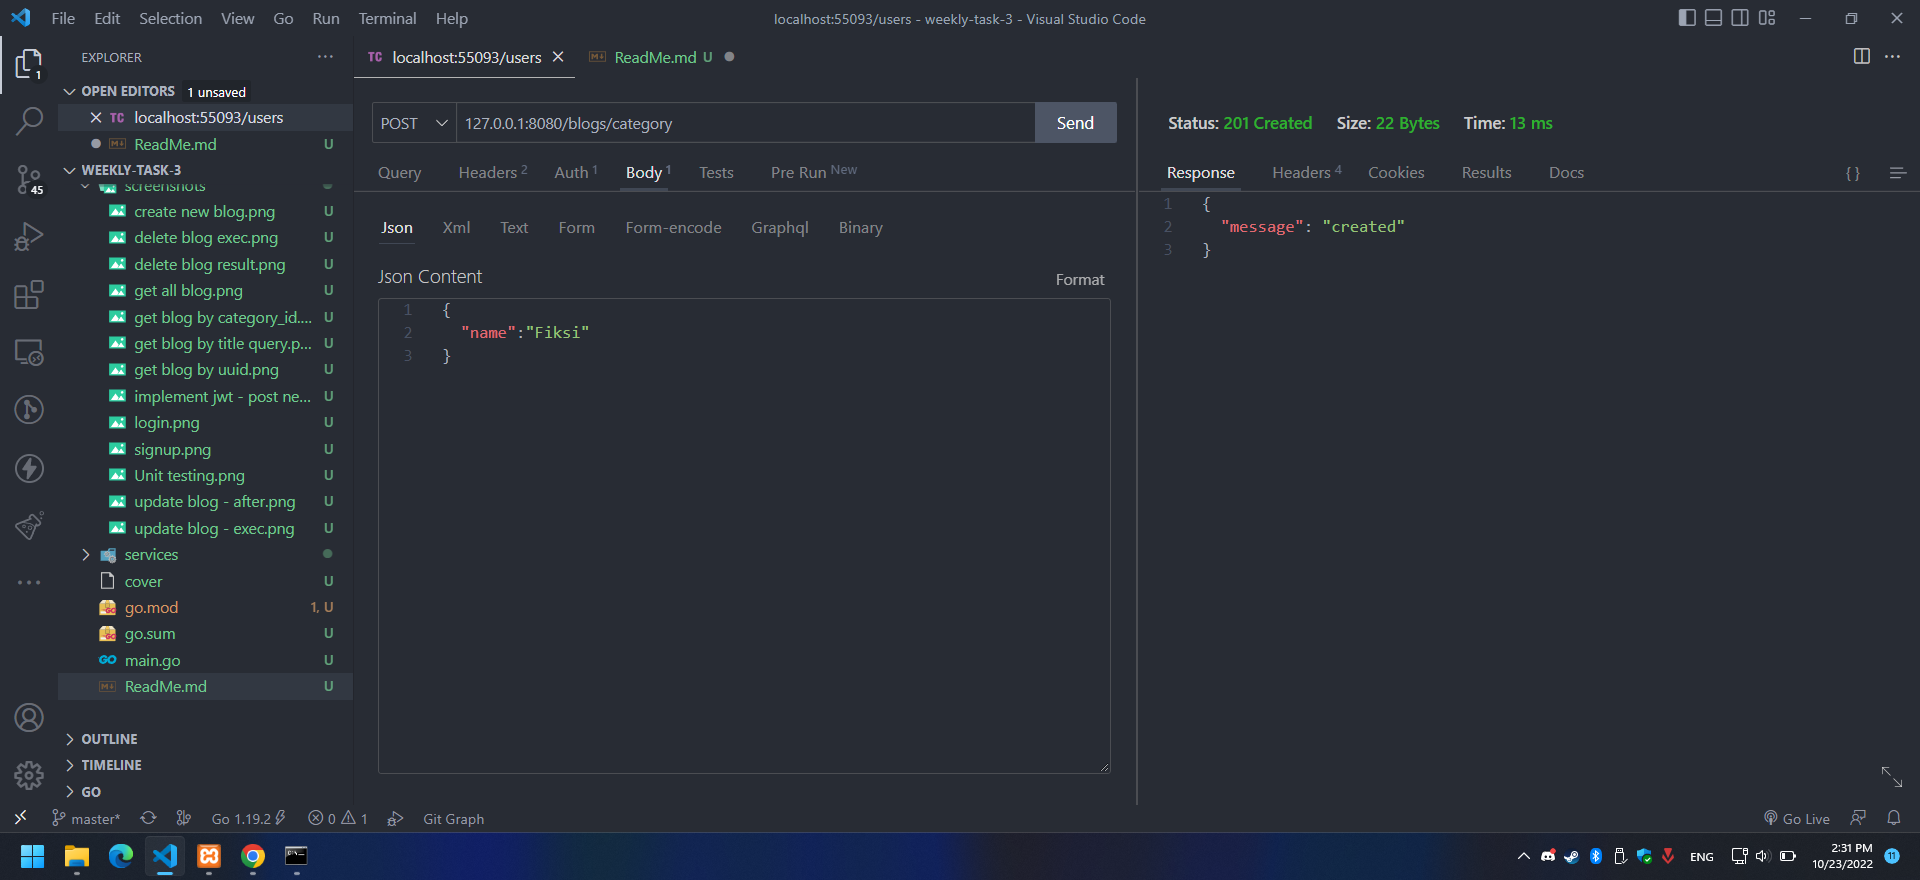 File Edit Selection View Go Run Terminal Help
localhost:55093/users - weekly-task-3 - Visual Studio Code
EXPLORER
OPEN EDITORS 1 unsaved
TC localhost:55093/users
ReadMe.md U
WEEKLY-TASK-3
screenshots
create new blog.png U
delete blog exec.png U
delete blog result.png U
get all blog.png U
get blog by category_id.... U
get blog by title query.p... U
get blog by uuid.png U
implement jwt - post ne... U
login.png U
signup.png U
Unit testing.png U
update blog - after.png U
update blog - exec.png U
services
cover U
go.mod 1, U
go.sum U
main.go U
ReadMe.md U
OUTLINE
TIMELINE
GO
1
45
TC localhost:55093/users
ReadMe.md U
POST 127.0.0.1:8080/blogs/category Send
Query Headers 2 Auth 1 Body 1 Tests Pre Run New
Json Xml Text Form Form-encode Graphql Binary
Json Content
Format
1 {
2 "name":"Fiksi"
3 }
Status: 201 Created Size: 22 Bytes Time: 13 ms
Response Headers 4 Cookies Results Docs { }
1 {
2 "message": "created"
3 }
master* Go 1.19.2 0 1 Git Graph Go Live
ENG
2:31 PM
10/23/2022
11